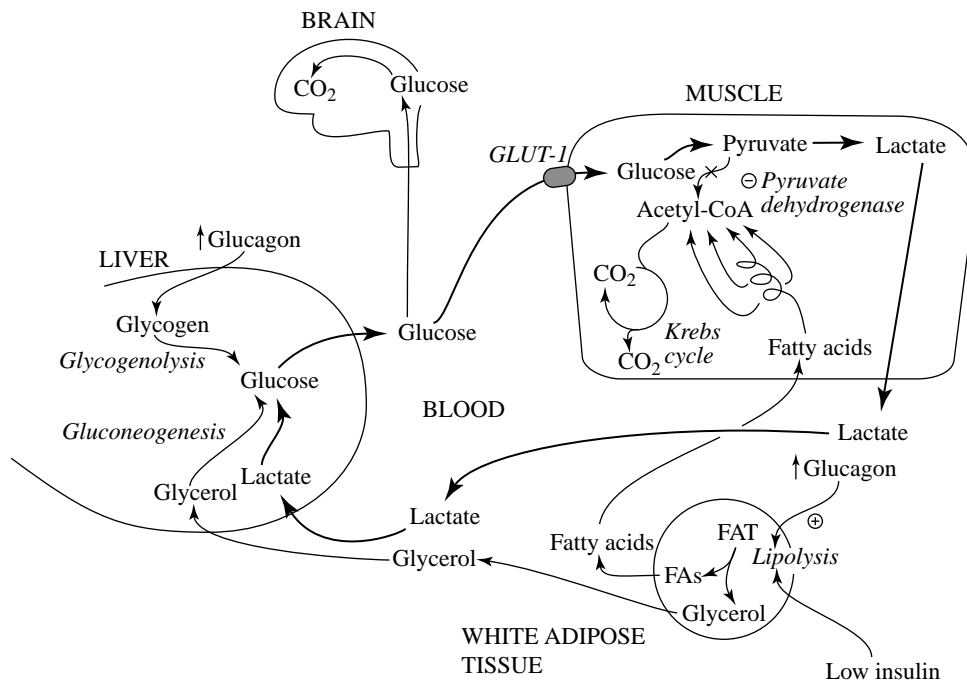 BRAIN
CO2
Glucose
MUSCLE
GLUT-1
Glucose
Pyruvate
Lactate
⊖ Pyruvate
dehydrogenase
Acetyl-CoA
CO2
CO2
Krebs
cycle
Fatty acids
↑Glucagon
LIVER
Glycogen
Glycogenolysis
Glucose
Glucose
Gluconeogenesis
Lactate
Glycerol
BLOOD
Lactate
↑Glucagon
⊕
Lactate
Glycerol
Fatty acids
FAT
Lipolysis
FAs
Glycerol
WHITE ADIPOSE
TISSUE
Low insulin